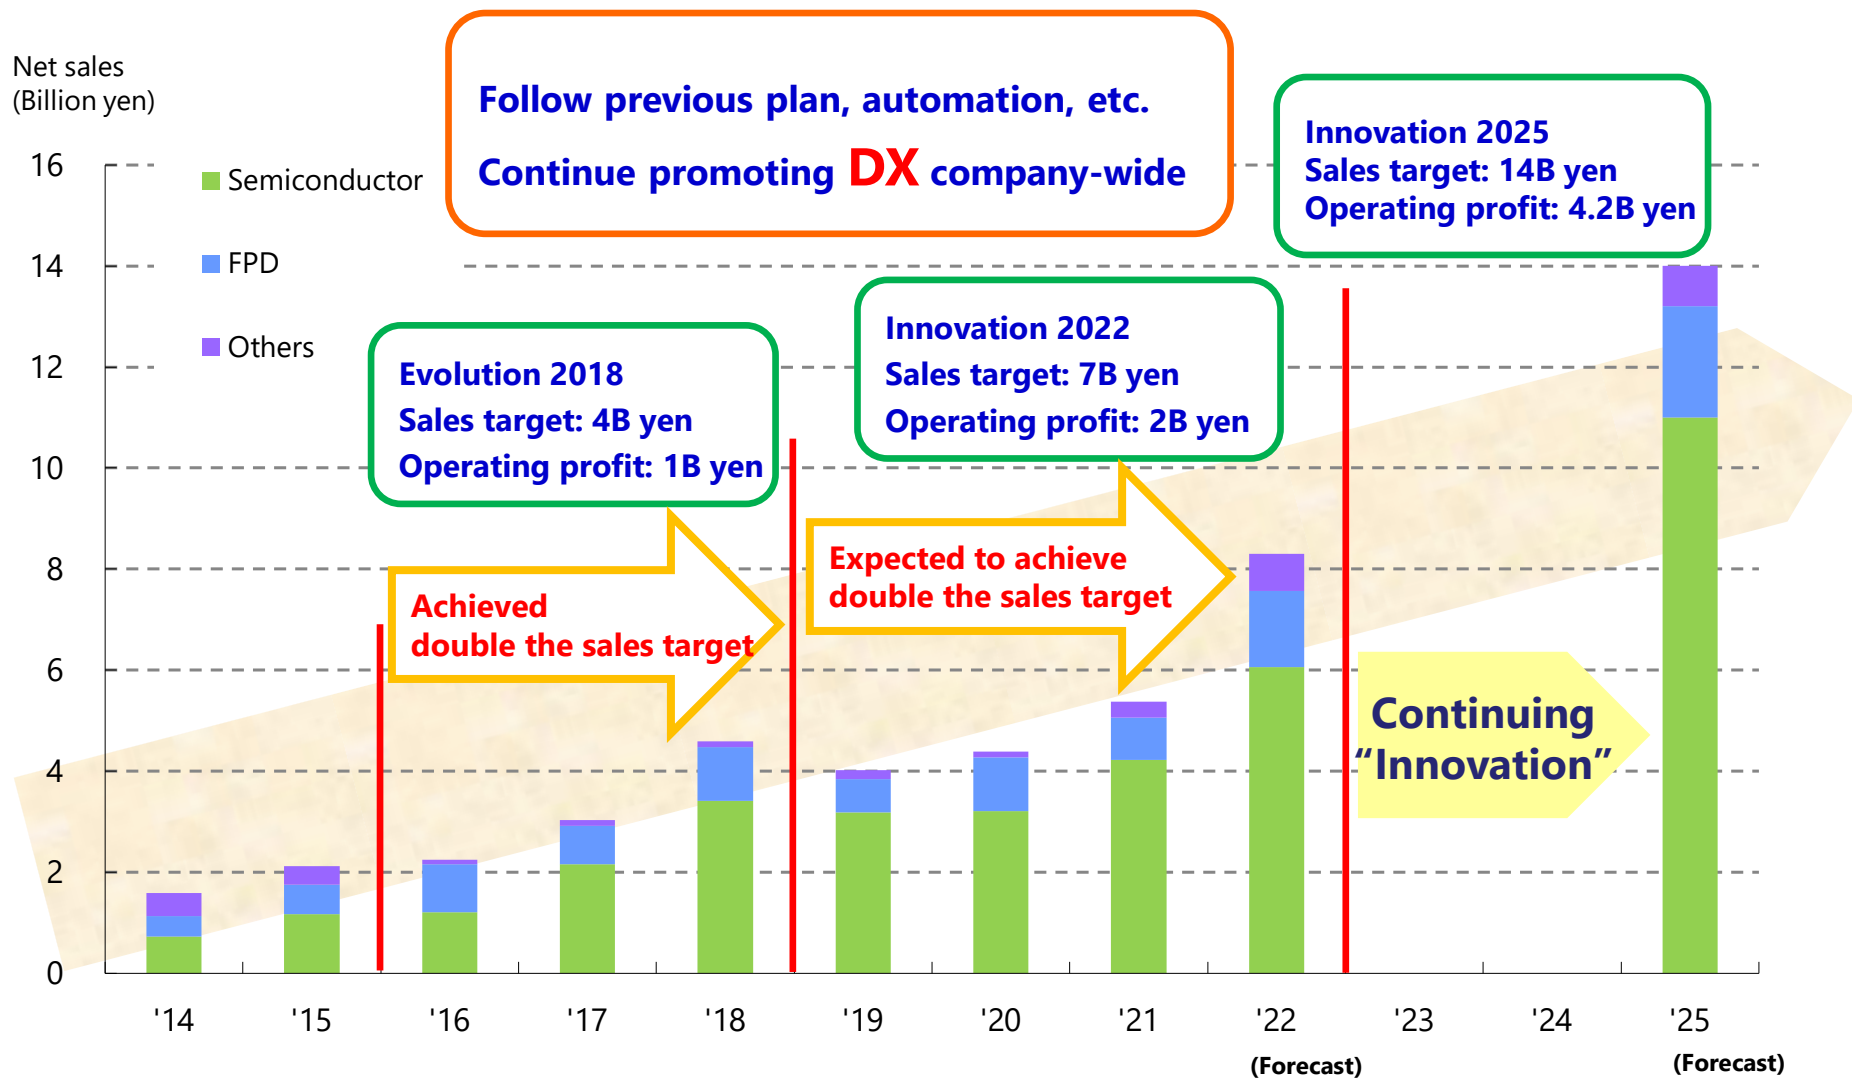 Net sales
(Billion yen)
Follow previous plan, automation, etc.
Continue promoting DX company-wide
Innovation 2025
Sales target: 14B yen
Operating profit: 4.2B yen
Semiconductor
FPD
Others
Evolution 2018
Sales target: 4B yen
Operating profit: 1B yen
Innovation 2022
Sales target: 7B yen
Operating profit: 2B yen
Achieved
double the sales target
Expected to achieve
double the sales target
Continuing
“Innovation”
16
14
12
10
8
6
4
2
0
'14
'15
'16
'17
'18
'19
'20
'21
'22
'23
'24
'25
(Forecast)
(Forecast)